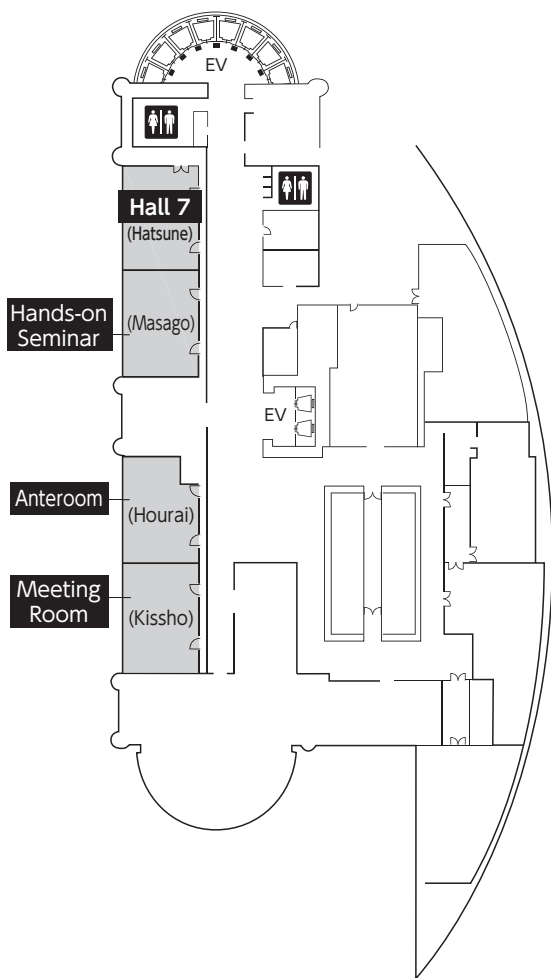 EV
Hall 7
(Hatsune)
Hands-on
Seminar
(Masago)
EV
Anteroom
(Hourai)
Meeting
Room
(Kissho)